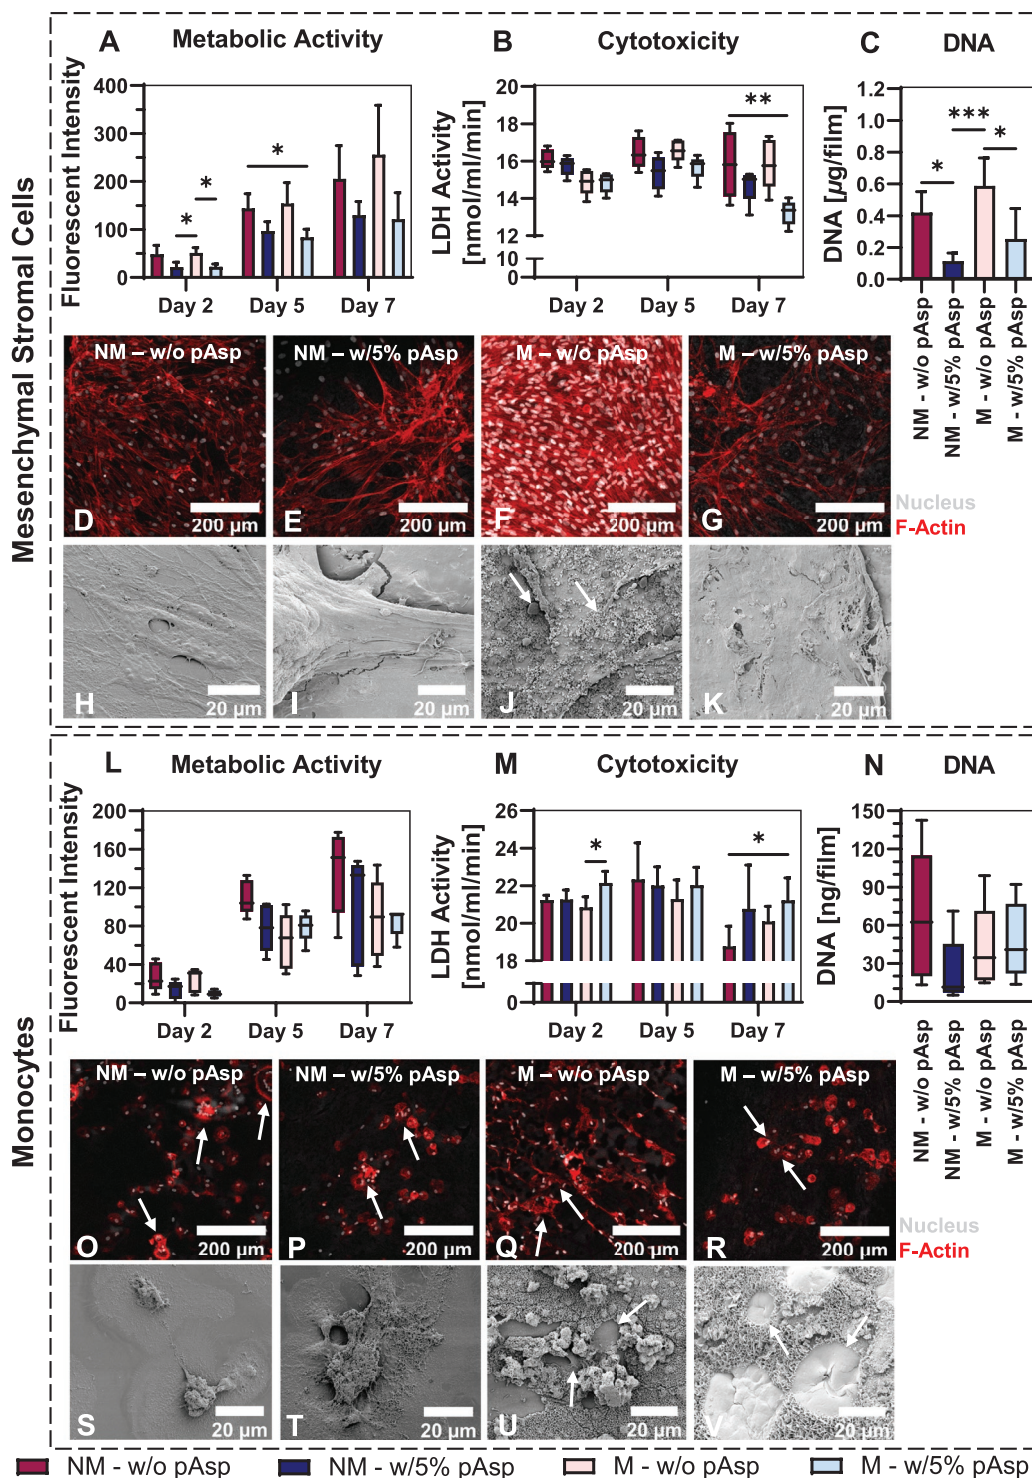 Mesenchymal Stromal Cells
A
Metabolic Activity
Fluorescent Intensity
400
300
200
100
0
*
*
*
Day 2
Day 5
Day 7
B
Cytotoxicity
LDH Activity
[nmol/ml/min]
20
18
16
14
12
10
0
**
Day 2
Day 5
Day 7
C
DNA
DNA [µg/film]
1.2
1.0
0.8
0.6
0.4
0.2
0
*
***
*
NM - w/o pAsp
NM - w/5% pAsp
M - w/o pAsp
M - w/5% pAsp
NM – w/o pAsp
D
200 µm
NM – w/5% pAsp
E
200 µm
M – w/o pAsp
F
200 µm
M – w/5% pAsp
G
200 µm
Nucleus
F-Actin
H
20 µm
I
20 µm
J
20 µm
K
20 µm
Monocytes
L
Metabolic Activity
Fluorescent Intensity
200
160
120
80
40
0
Day 2
Day 5
Day 7
M
Cytotoxicity
LDH Activity
[nmol/ml/min]
26
24
22
20
18
0
*
*
Day 2
Day 5
Day 7
N
DNA
DNA [ng/film]
150
120
90
60
30
0
NM - w/o pAsp
NM - w/5% pAsp
M - w/o pAsp
M - w/5% pAsp
NM – w/o pAsp
O
200 µm
NM – w/5% pAsp
P
200 µm
M – w/o pAsp
Q
200 µm
M – w/5% pAsp
R
200 µm
Nucleus
F-Actin
S
20 µm
T
20 µm
U
20 µm
V
20 µm
NM - w/o pAsp
NM - w/5% pAsp
M - w/o pAsp
M - w/5% pAsp